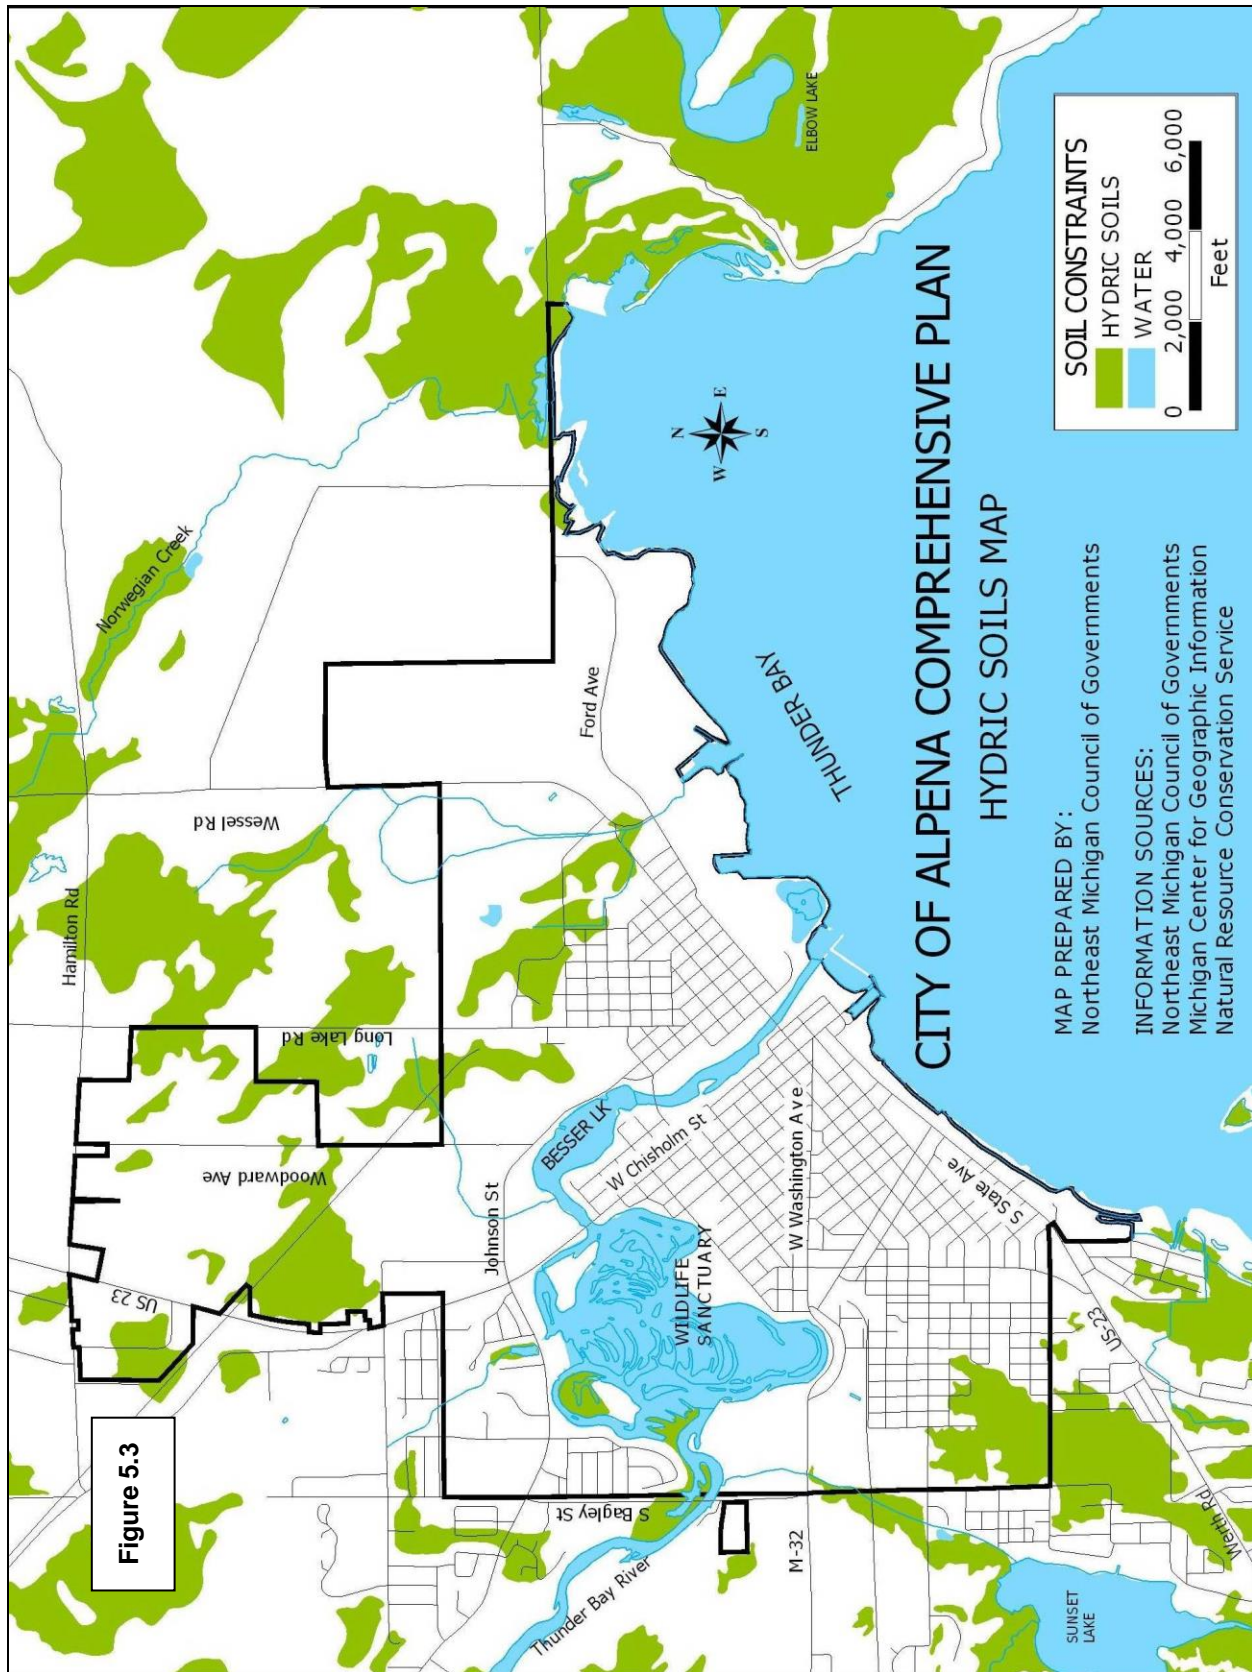 Figure 5.3
Hamilton Rd
Norwegian Creek
Wessel Rd
Long Lake Rd
Woodward Ave
US 23
Johnson St
BESSER LK
W Chisholm St
Ford Ave
ELBOW LAKE
WILDLIFE
SANCTUARY
W Washington Ave
S State Ave
S Bagley St
Thunder Bay River
M-32
US-23
Werth Rd
SUNSET
LAKE
THUNDER BAY
N
W
E
S
CITY OF ALPENA COMPREHENSIVE PLAN
HYDRIC SOILS MAP
MAP PREPARED BY:
Northeast Michigan Council of Governments
INFORMATION SOURCES:
Northeast Michigan Council of Governments
Michigan Center for Geographic Information
Natural Resource Conservation Service
SOIL CONSTRAINTS
HYDRIC SOILS
WATER
0 2,000 4,000 6,000
Feet